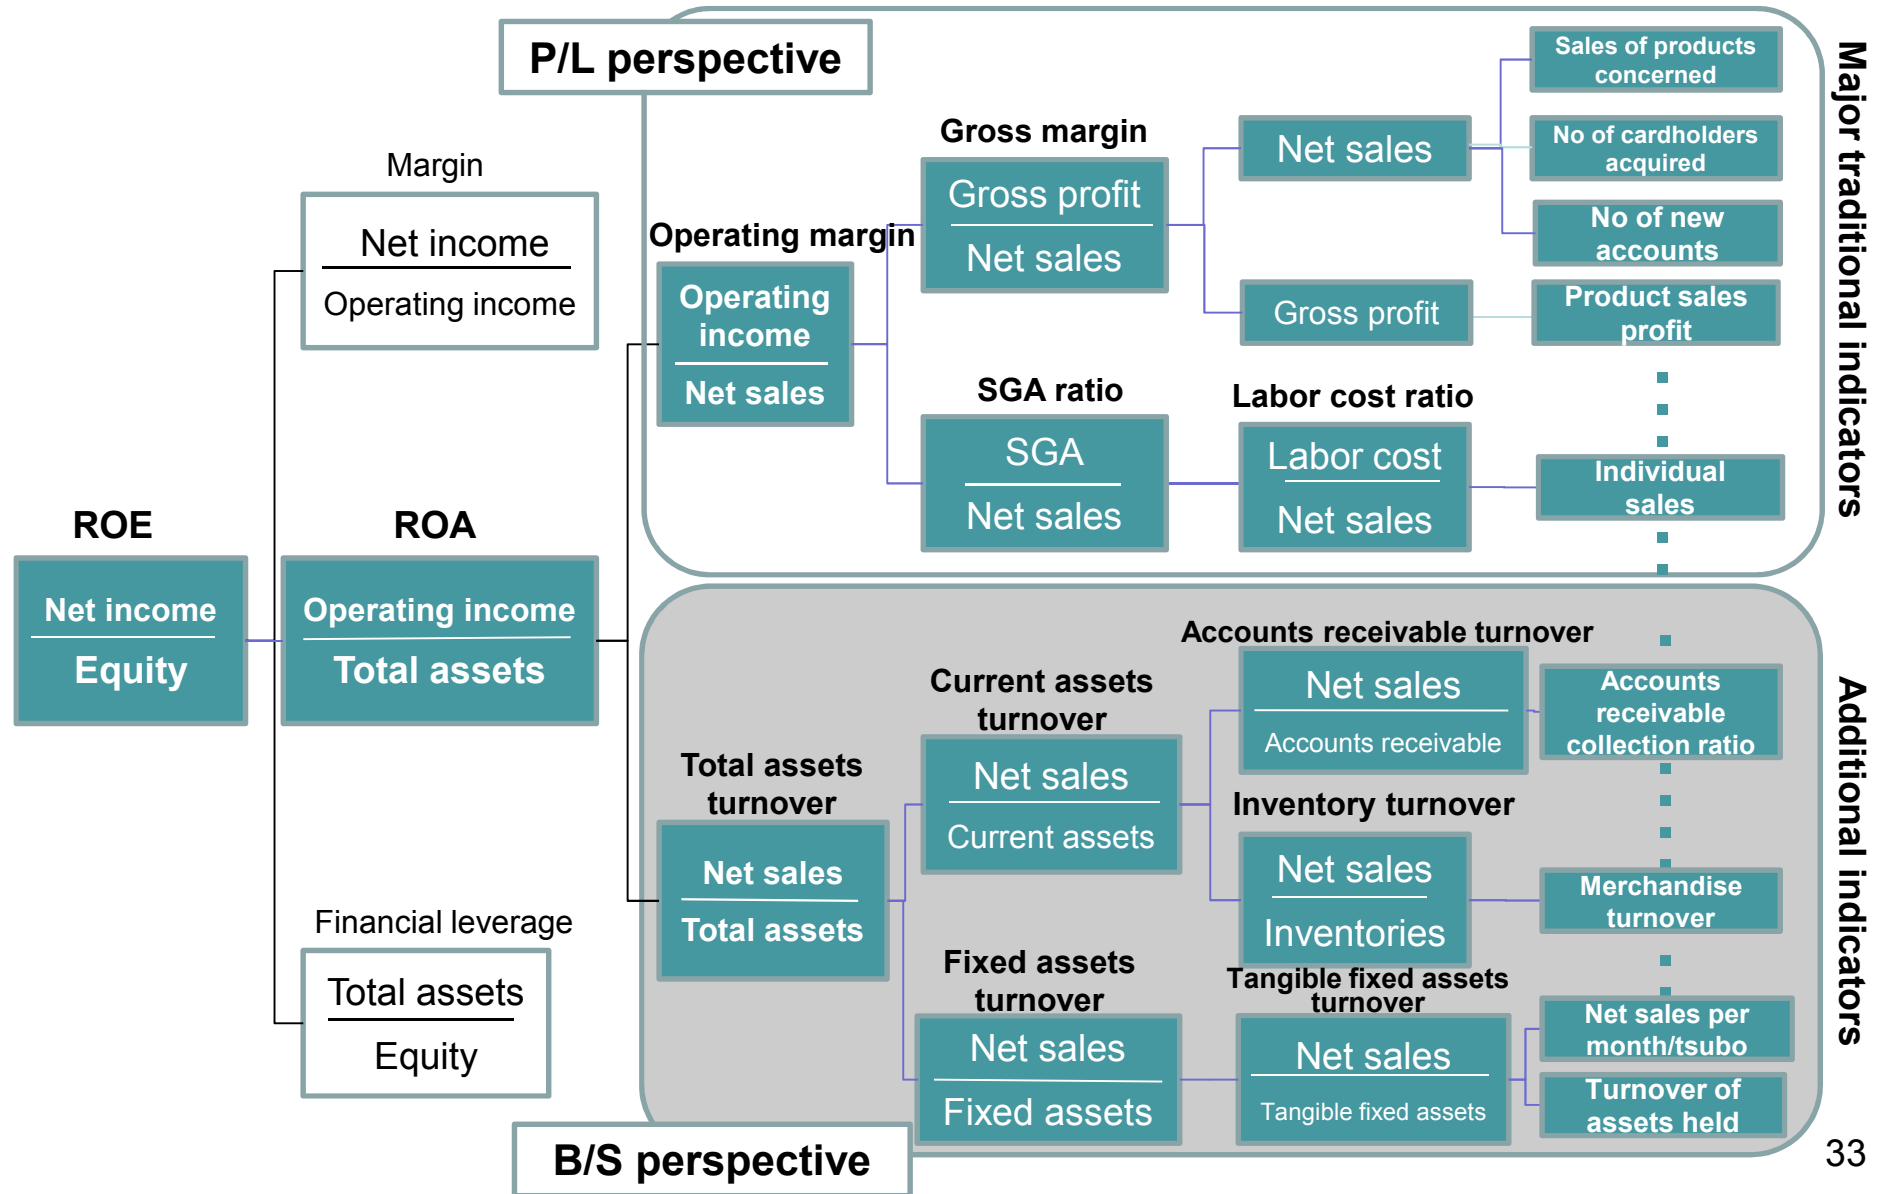 P/L perspective
Margin
Net income
Operating income
ROE
Net income
Equity
ROA
Operating income
Total assets
Financial leverage
Total assets
Equity
Operating margin
Operating
income
Net sales
Gross margin
Gross profit
Net sales
Net sales
Sales of products
concerned
No of cardholders
acquired
No of new
accounts
Gross profit
Product sales
profit
SGA ratio
SGA
Net sales
Labor cost ratio
Labor cost
Net sales
Individual
sales
Major traditional indicators
Total assets
turnover
Net sales
Total assets
Current assets
turnover
Net sales
Current assets
Accounts receivable turnover
Net sales
Accounts receivable
Accounts
receivable
collection ratio
Inventory turnover
Net sales
Inventories
Merchandise
turnover
Fixed assets
turnover
Net sales
Fixed assets
Tangible fixed assets
turnover
Net sales
Tangible fixed assets
Net sales per
month/tsubo
Turnover of
assets held
Additional indicators
B/S perspective
33